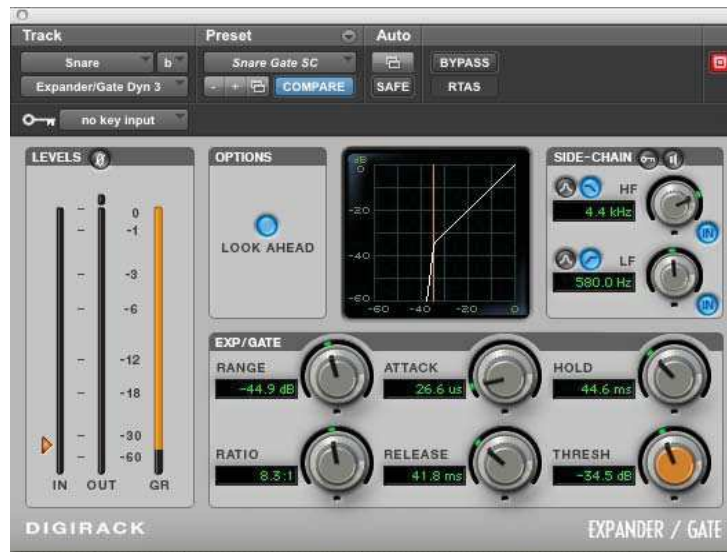 Track Preset Auto
Snare b Snare Gate SC BYPASS
Expander/Gate Dyn 3 - + COMPARE SAFE RTAS
no key input
LEVELS Ø OPTIONS SIDE-CHAIN
LOOK AHEAD
dB
0
-20
-40
-60
-60 -40 -20 0
HF
4.4 kHz
IN
LF
580.0 Hz
IN
0
-1
-3
-6
-12
-18
-30
-60
IN OUT GR
EXP/GATE
RANGE ATTACK HOLD
-44.9 dB 26.6 us 44.6 ms
RATIO RELEASE THRESH
8.3:1 41.8 ms -34.5 dB
DIGIRACK EXPANDER / GATE